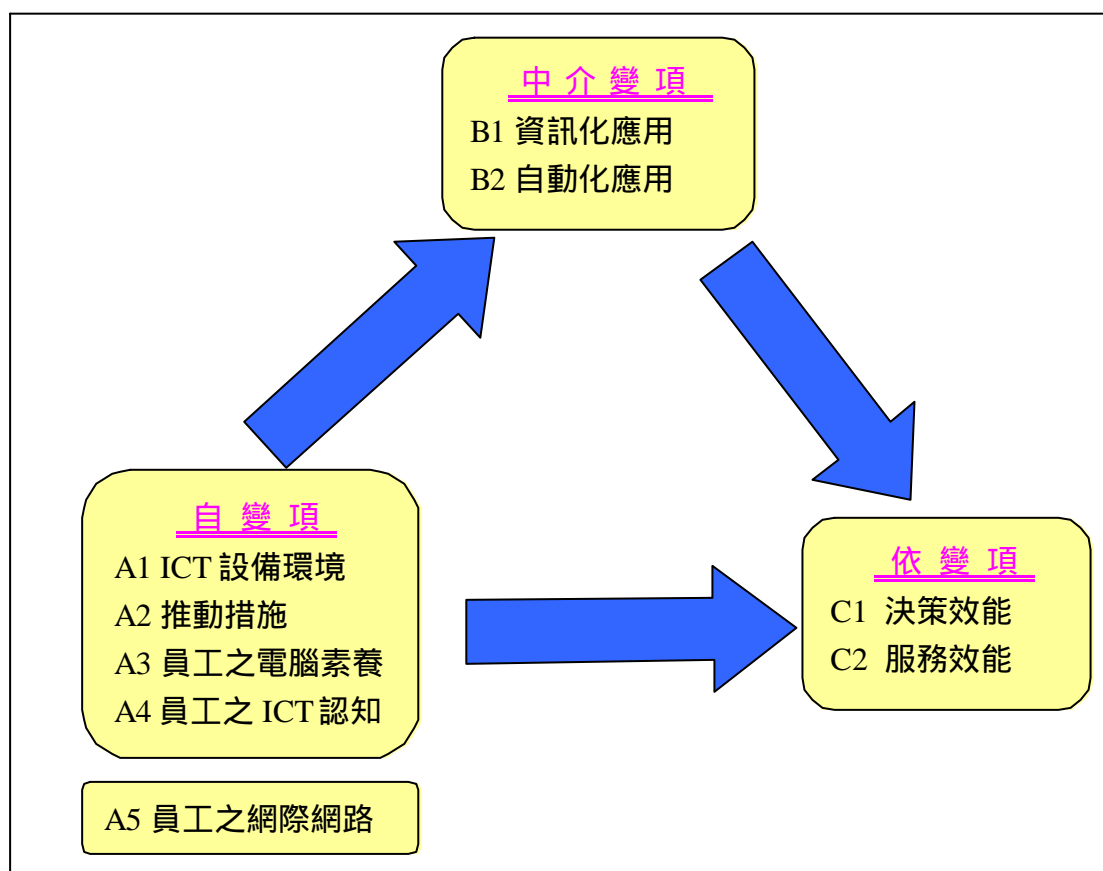 中介變項
B1 資訊化應用
B2 自動化應用
自變項
A1 ICT 設備環境
A2 推動措施
A3 員工之電腦素養
A4 員工之 ICT 認知
A5 員工之網際網路
依變項
C1 決策效能
C2 服務效能